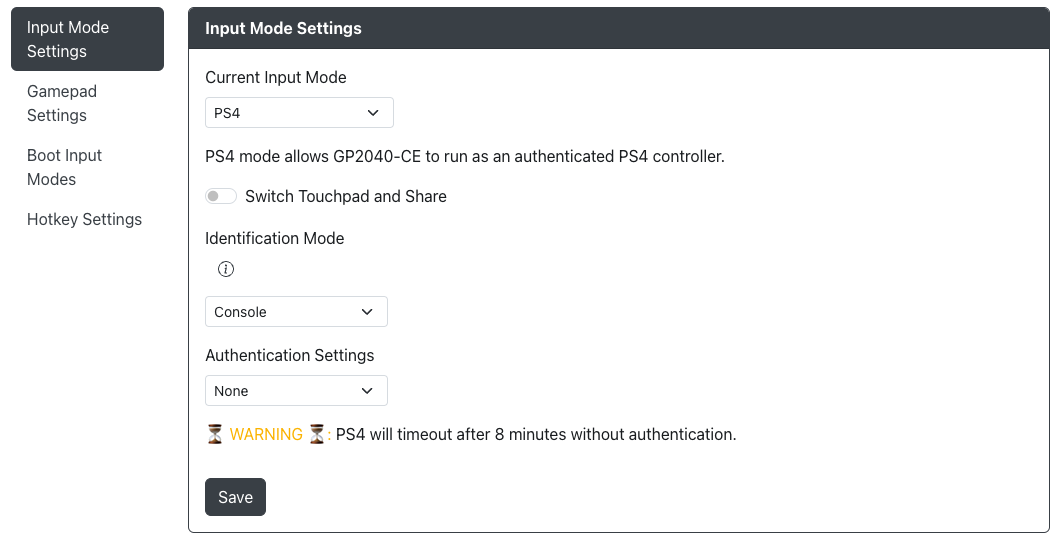 Input Mode
Settings
Gamepad
Settings
Boot Input
Modes
Hotkey Settings
Input Mode Settings
Current Input Mode
PS4
PS4 mode allows GP2040-CE to run as an authenticated PS4 controller.
Switch Touchpad and Share
Identification Mode
Console
Authentication Settings
None
⏳ WARNING ⏳: PS4 will timeout after 8 minutes without authentication.
Save